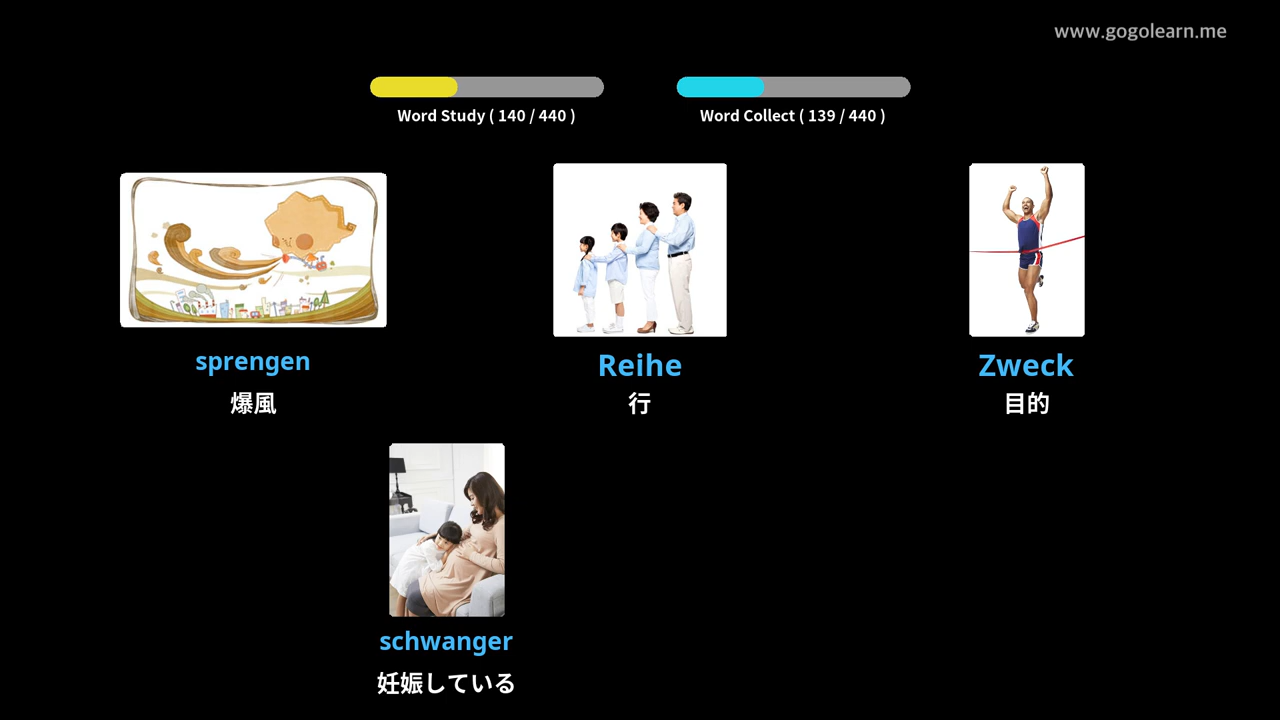 www.gogolearn.me
Word Study ( 140 / 440 )
Word Collect ( 139 / 440 )
sprengen
爆風
Reihe
行
Zweck
目的
schwanger
妊娠している